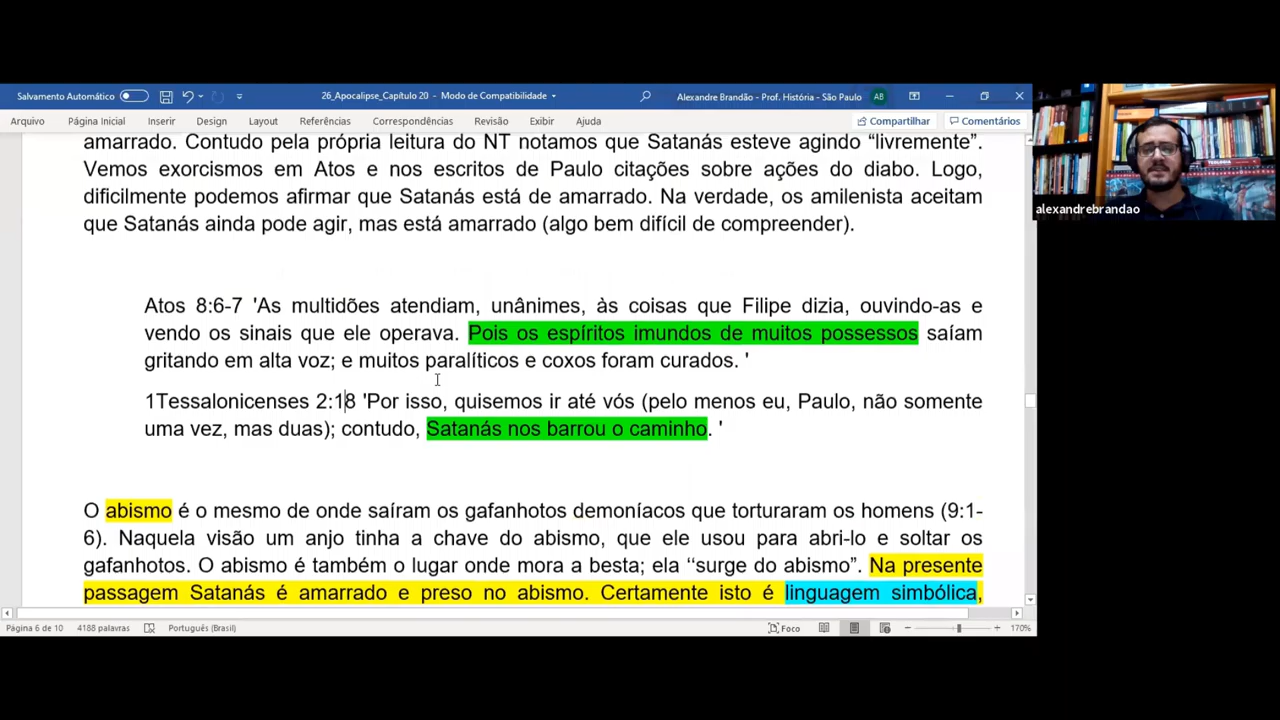 Salvamento Automático
26_Apocalipse_Capítulo 20 - Modo de Compatibilidade
Alexandre Brandão - Prof. História - São Paulo AB
Arquivo Página Inicial Inserir Design Layout Referências Correspondências Revisão Exibir Ajuda Compartilhar Comentários
amarrado. Contudo pela própria leitura do NT notamos que Satanás esteve agindo “livremente”.
Vemos exorcismos em Atos e nos escritos de Paulo citações sobre ações do diabo. Logo,
dificilmente podemos afirmar que Satanás está de amarrado. Na verdade, os amilenista aceitam
que Satanás ainda pode agir, mas está amarrado (algo bem difícil de compreender).
Atos 8:6-7 'As multidões atendiam, unânimes, às coisas que Filipe dizia, ouvindo-as e
vendo os sinais que ele operava. Pois os espíritos imundos de muitos possessos saíam
gritando em alta voz; e muitos paralíticos e coxos foram curados. '
1Tessalonicenses 2:18 'Por isso, quisemos ir até vós (pelo menos eu, Paulo, não somente
uma vez, mas duas); contudo, Satanás nos barrou o caminho. '
O abismo é o mesmo de onde saíram os gafanhotos demoníacos que torturaram os homens (9:1-
6). Naquela visão um anjo tinha a chave do abismo, que ele usou para abri-lo e soltar os
gafanhotos. O abismo é também o lugar onde mora a besta; ela ‘‘surge do abismo”. Na presente
passagem Satanás é amarrado e preso no abismo. Certamente isto é linguagem simbólica,
Página 6 de 10 4188 palavras Português (Brasil) Foco 170%
alexandrebrandao